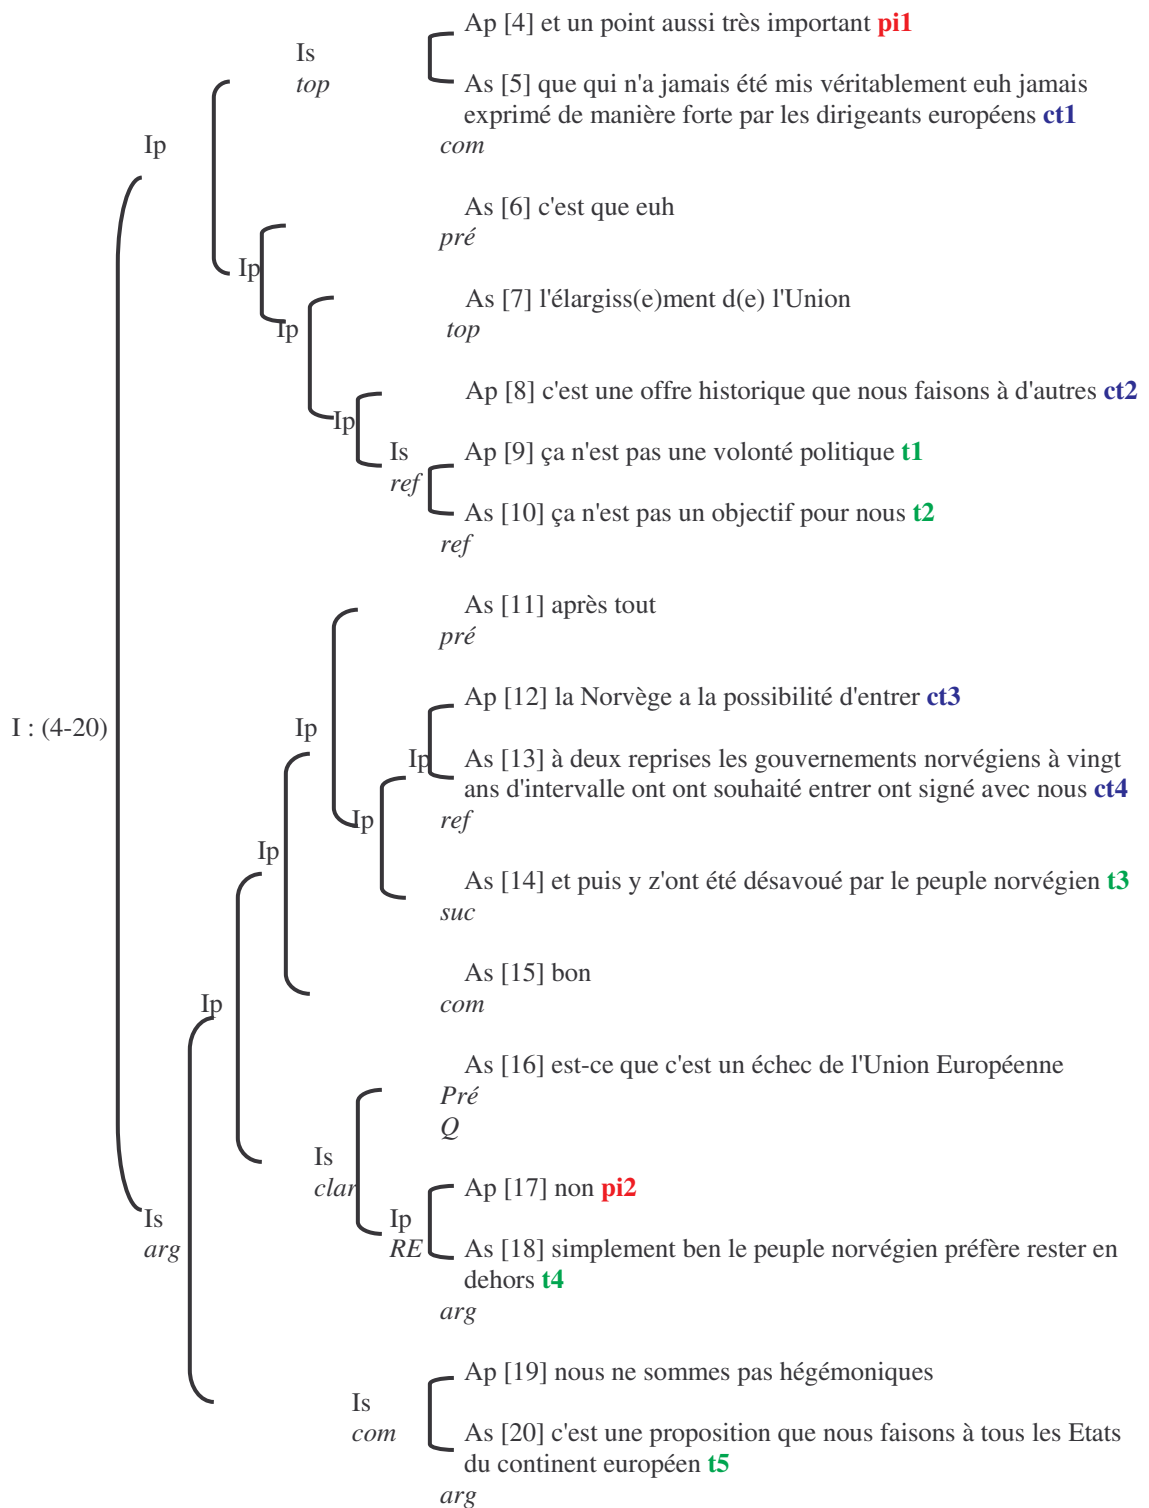 Ap [4] et un point aussi très important pi1
Is
top
As [5] que qui n'a jamais été mis véritablement euh jamais
exprimé de manière forte par les dirigeants européens ct1
com
Ip
As [6] c'est que euh
pré
Ip
As [7] l'élargiss(e)ment d(e) l'Union
top
Ip
Ap [8] c'est une offre historique que nous faisons à d'autres ct2
Ip
Is
ref
Ap [9] ça n'est pas une volonté politique t1
As [10] ça n'est pas un objectif pour nous t2
ref
As [11] après tout
pré
Ap [12] la Norvège a la possibilité d'entrer ct3
I : (4-20)
Ip
Ip
As [13] à deux reprises les gouvernements norvégiens à vingt
ans d'intervalle ont ont souhaité entrer ont signé avec nous ct4
ref
Ip
Ip
As [14] et puis y z'ont été désavoué par le peuple norvégien t3
suc
As [15] bon
com
Ip
As [16] est-ce que c'est un échec de l'Union Européenne
Pré
Q
Is
clar
Ap [17] non pi2
Ip
RE
As [18] simplement ben le peuple norvégien préfère rester en
dehors t4
arg
Is
arg
Ap [19] nous ne sommes pas hégémoniques
Is
com
As [20] c'est une proposition que nous faisons à tous les Etats
du continent européen t5
arg